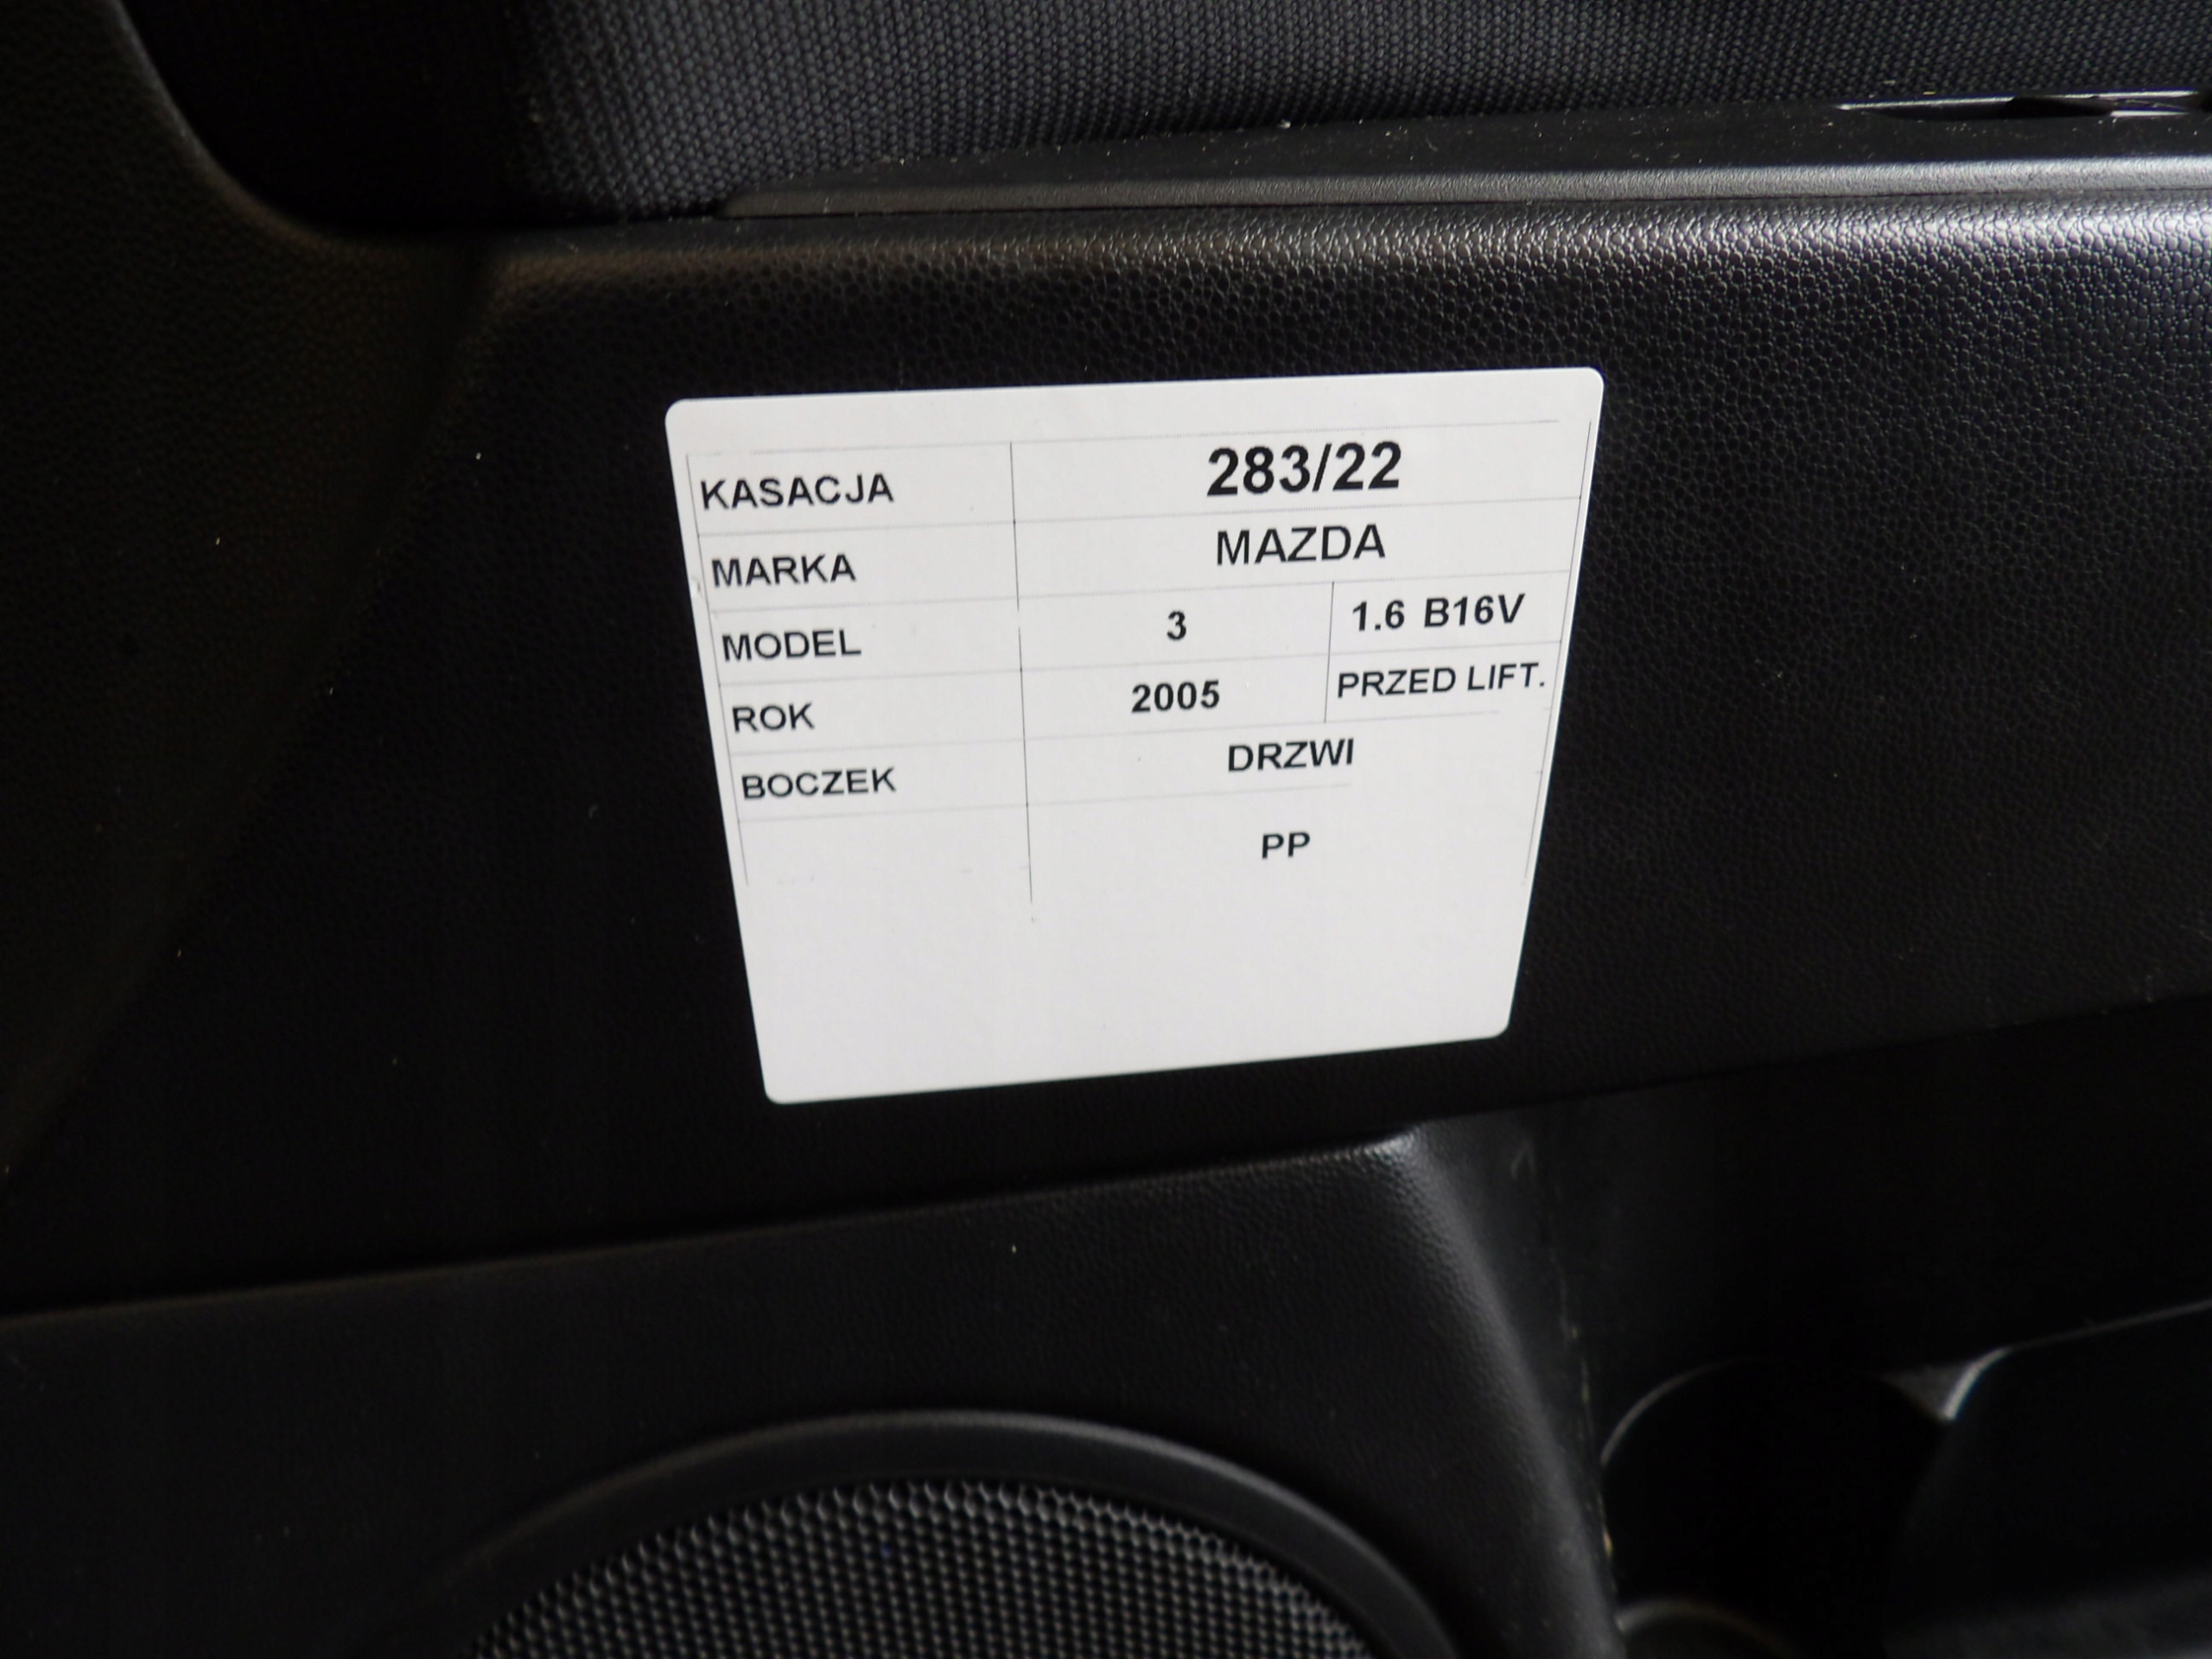 KASACJA 283/22
MARKA MAZDA
MODEL 3 1.6 B16V
ROK 2005 PRZED LIFT.
BOCZEK DRZWI
PP